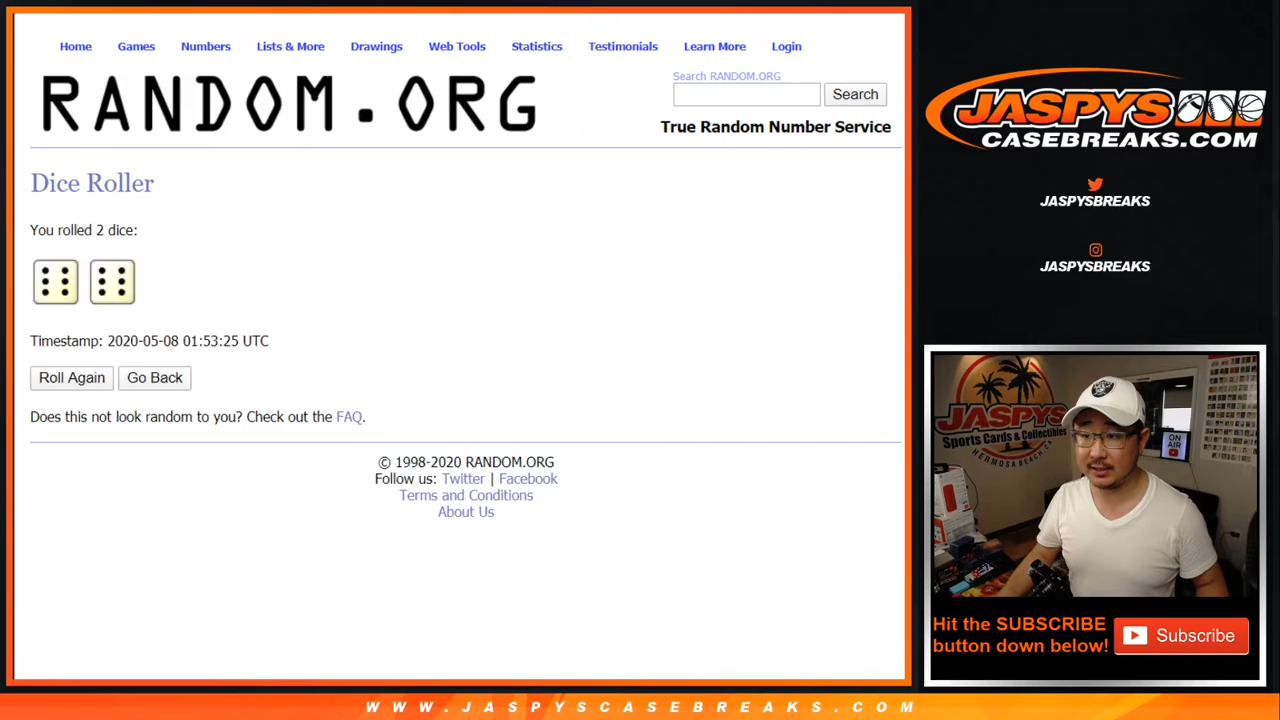 Home Games Numbers Lists & More Drawings Web Tools Statistics Testimonials Learn More Login
RANDOM.ORG
Search RANDOM.ORG
Search
True Random Number Service
Dice Roller
You rolled 2 dice:
Timestamp: 2020-05-08 01:53:25 UTC
Roll Again Go Back
Does this not look random to you? Check out the FAQ.
© 1998-2020 RANDOM.ORG
Follow us: Twitter | Facebook
Terms and Conditions
About Us
JASPYS
CASEBREAKS.COM
JASPYSBREAKS
JASPYSBREAKS
JASPYS
Sports Cards & Collectibles
HERMOSA BEACH, CA
ON
AIR
Hit the SUBSCRIBE
button down below!
Subscribe
WWW.JASPYSCASEBREAKS.COM